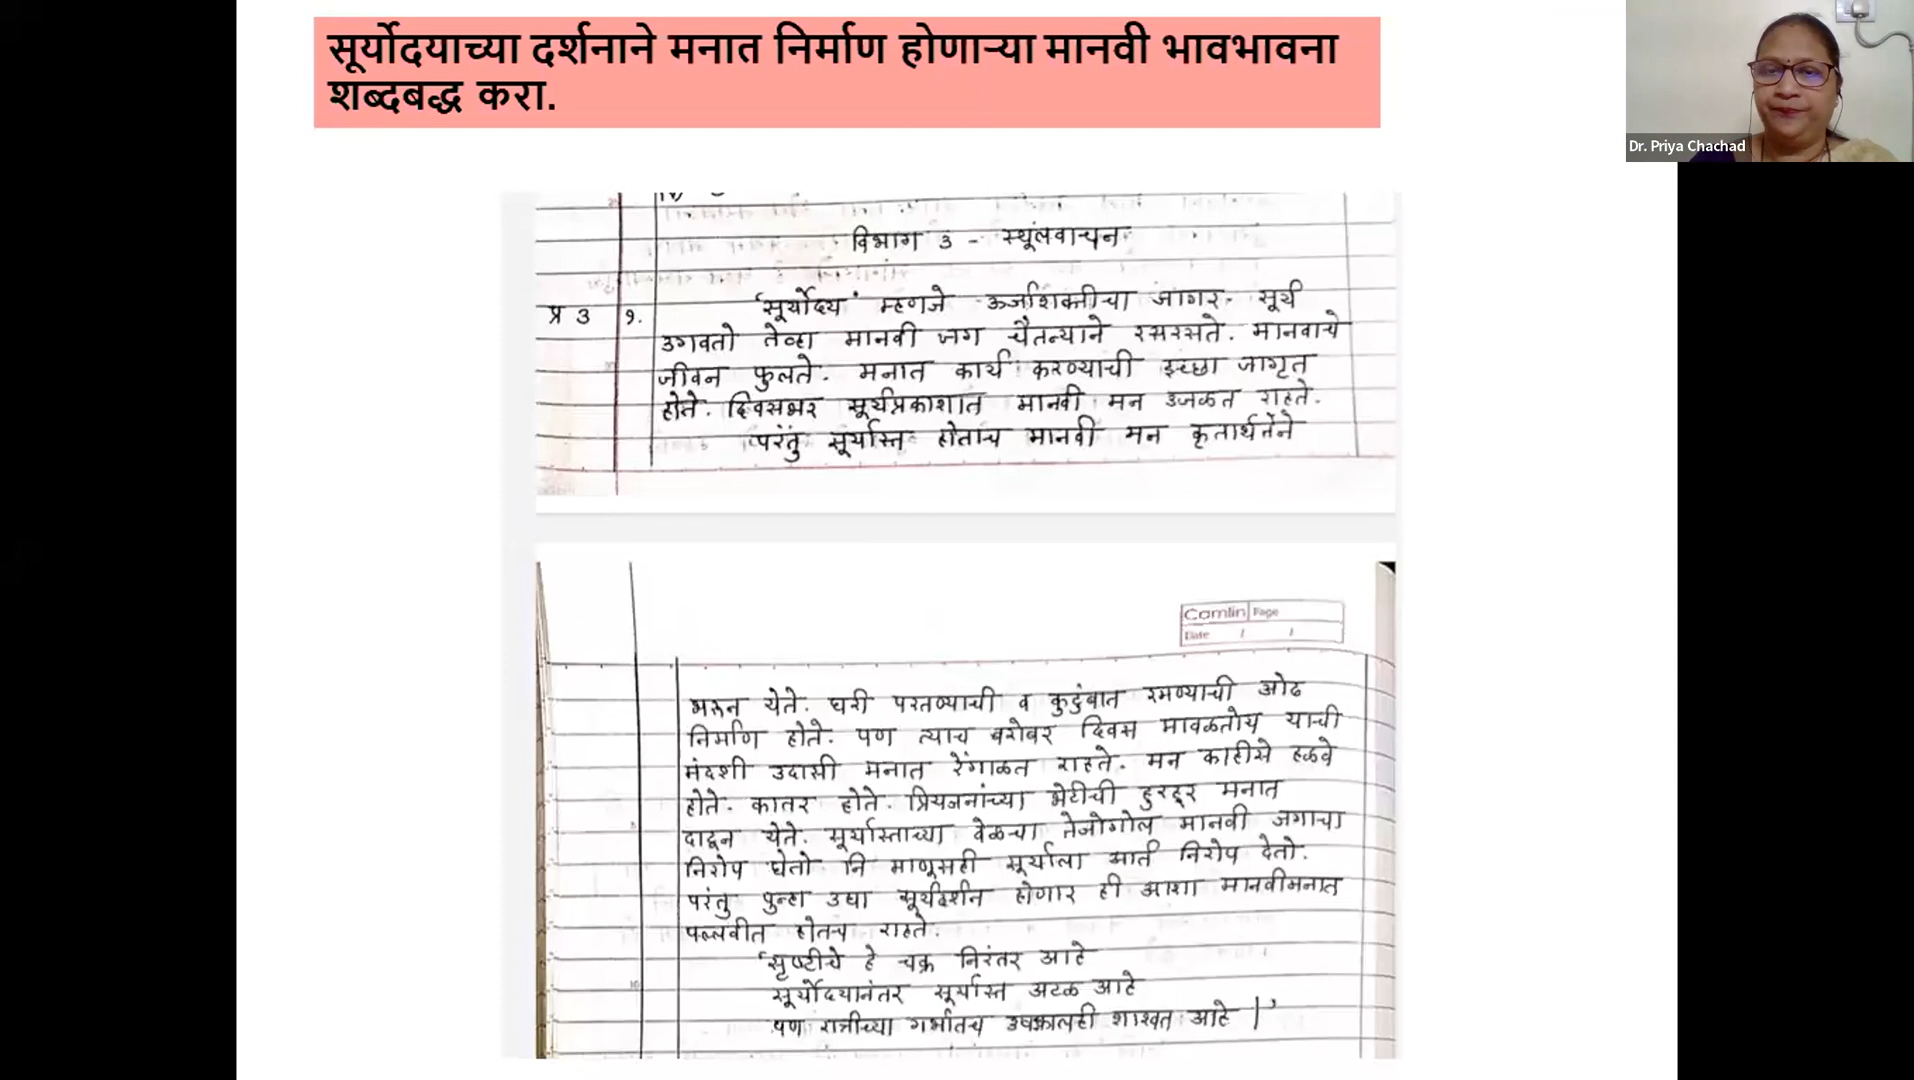 सूर्योदयाच्या दर्शनाने मनात निर्माण होणाऱ्या मानवी भावभावना
शब्दबद्ध करा.
Dr. Priya Chachad
विभाग ३ - स्थूलवाचन
प्र ३ १. 'सूर्योदय' म्हणजे ऊर्जाशक्तीचा जागर. सूर्य
उगवतो तेव्हा मानवी जग चैतन्याने रसरसते. मानवाचे
जीवन फुलते. मनात कार्य करण्याची इच्छा जागृत
होते. दिवसभर सूर्यप्रकाशात मानवी मन उजळत राहते.
परंतु सूर्यास्त होताच मानवी मन कृतार्थतेने
Camlin Page
Date / /
भरून येते. घरी परतण्याची व कुटुंबात रमण्याची ओढ
निर्माण होते. पण त्याच बरोबर दिवस मावळतोय याची
मंदशी उदासी मनात रेंगाळत राहते. मन काहीसे हळवे
होते. कातर होते. प्रियजनांच्या भेटीची हुरहूर मनात
दाटून येते. सूर्यास्ताच्या वेळचा तेजोगोल मानवी जगाचा
निरोप घेतो नि माणूसही सूर्याला आर्त निरोप देतो.
परंतु पुन्हा उद्या सूर्यदर्शन होणार ही आशा मानवीमनात
पल्लवीत होतच राहते.
'सृष्टीचे हे चक्र निरंतर आहे
सूर्योदयानंतर सूर्यास्त अटळ आहे
पण रात्रीच्या गर्भातच उषःकालही शाश्वत आहे |'